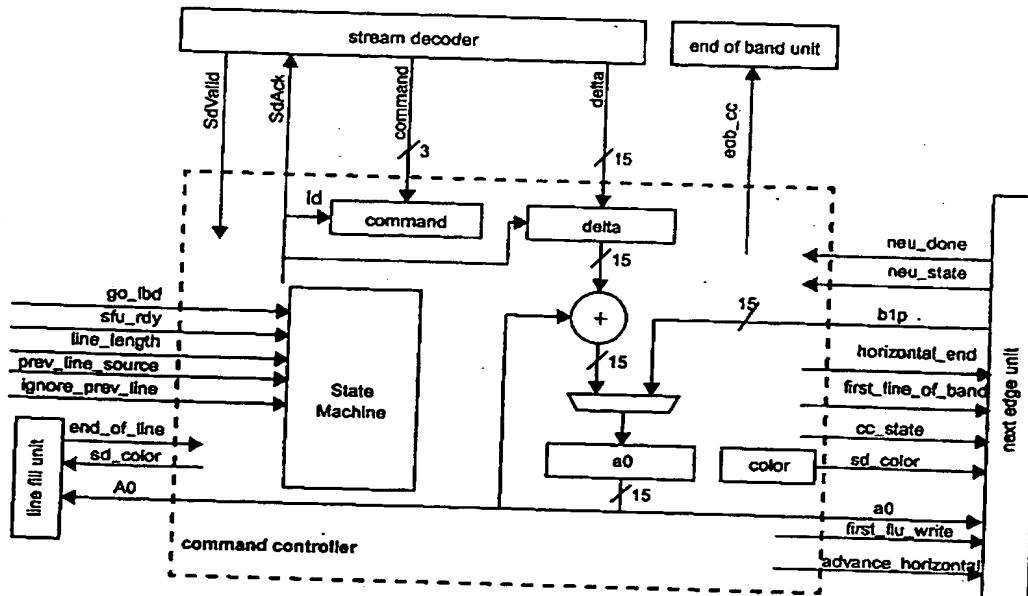 stream decoder
end of band unit
SdValid
SdAck
command
delta
eob_cc
3
15
ld
command
delta
15
neu_done
neu_state
go_lbd
sfu_rdy
line_length
prev_line_source
ignore_prev_line
State
Machine
+
15
b1p
15
horizontal_end
first_line_of_band
cc_state
next edge unit
line fill unit
end_of_line
sd_color
A0
a0
color
sd_color
15
a0
command controller
first_flu_write
advance_horizontal